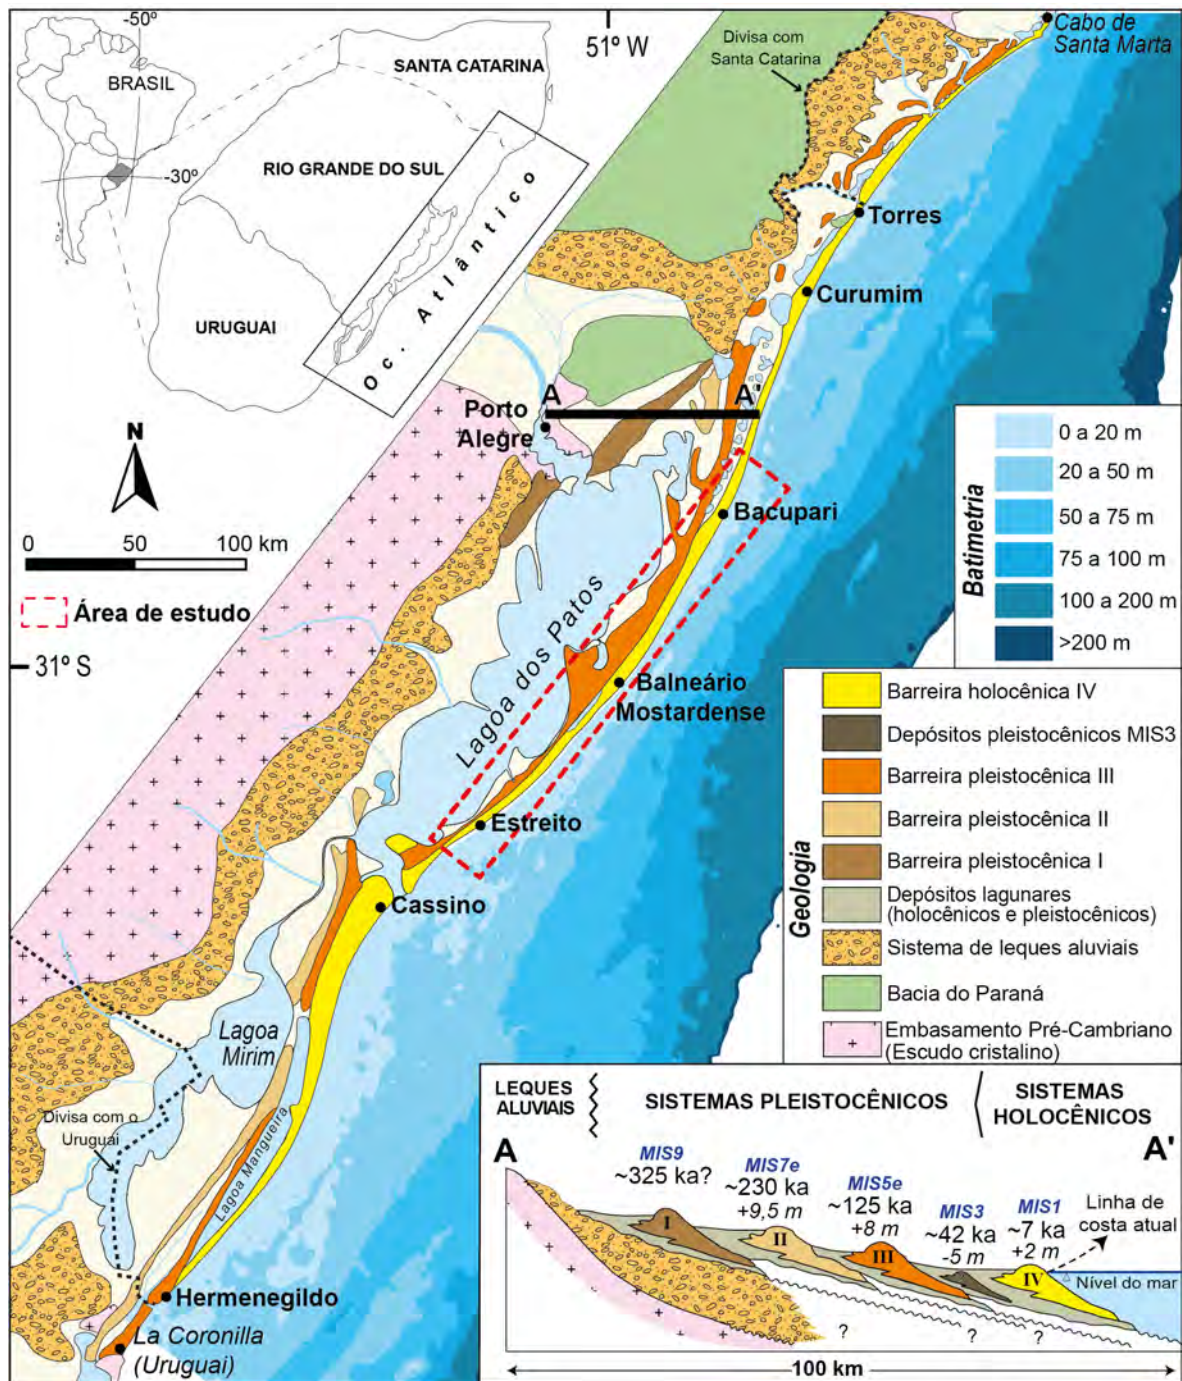 -50º
BRASIL
-30º
SANTA CATARINA
RIO GRANDE DO SUL
URUGUAI
Oc. Atlântico
51º W
Divisa com
Santa Catarina
Cabo de
Santa Marta
Torres
Curumim
A
A'
Porto
Alegre
N
0 50 100 km
Área de estudo
31º S
Bacupari
Lagoa dos Patos
Balneário
Mostardense
Estreito
Cassino
Lagoa
Mirim
Divisa com o
Uruguai
Lagoa Mangueira
Hermenegildo
La Coronilla
(Uruguai)
Batimetria
0 a 20 m
20 a 50 m
50 a 75 m
75 a 100 m
100 a 200 m
>200 m
Geologia
Barreira holocênica IV
Depósitos pleistocênicos MIS3
Barreira pleistocênica III
Barreira pleistocênica II
Barreira pleistocênica I
Depósitos lagunares
(holocênicos e pleistocênicos)
Sistema de leques aluviais
Bacia do Paraná
Embasamento Pré-Cambriano
(Escudo cristalino)
LEQUES
ALUVIAIS
SISTEMAS PLEISTOCÊNICOS
SISTEMAS
HOLOCÊNICOS
A
A'
MIS9
~325 ka?
MIS7e
~230 ka
+9,5 m
MIS5e
~125 ka
+8 m
MIS3
~42 ka
-5 m
MIS1
~7 ka
+2 m
Linha de
costa atual
I
II
III
IV
Nível do mar
? ? ?
100 km